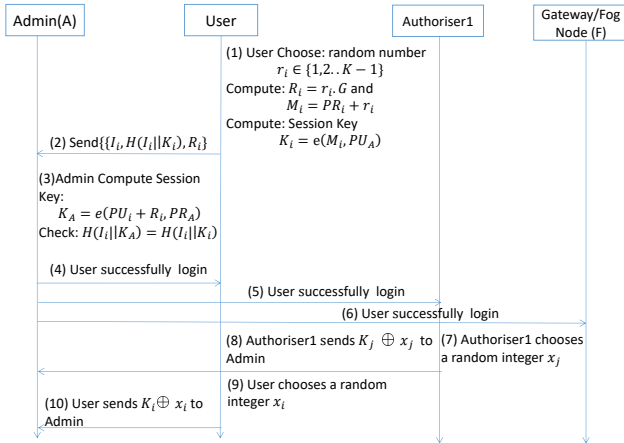 Admin(A)
User
Authoriser1
Gateway/Fog
Node (F)
(1) User Choose: random number
r_i ∈ {1,2..K − 1}
Compute: R_i = r_i.G and
M_i = PR_i + r_i
Compute: Session Key
K_i = e(M_i, PU_A)
(2) Send{{I_i, H(I_i||K_i), R_i}
(3)Admin Compute Session
Key:
K_A = e(PU_i + R_i, PR_A)
Check: H(I_i||K_A) = H(I_i||K_i)
(4) User successfully login
(5) User successfully login
(6) User successfully login
(7) Authoriser1 chooses
a random integer x_j
(8) Authoriser1 sends K_j ⊕ x_j to
Admin
(9) User chooses a random
integer x_i
(10) User sends K_i ⊕ x_i to
Admin